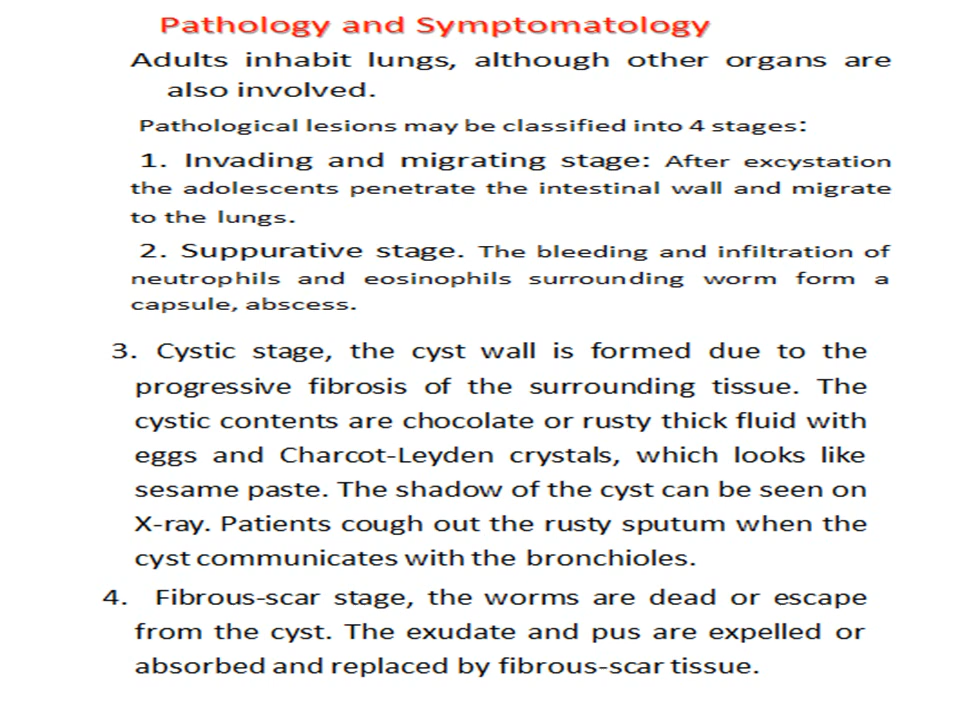 Pathology and Symptomatology
Adults inhabit lungs, although other organs are
also involved.
Pathological lesions may be classified into 4 stages:
1. Invading and migrating stage: After excystation
the adolescents penetrate the intestinal wall and migrate
to the lungs.
2. Suppurative stage. The bleeding and infiltration of
neutrophils and eosinophils surrounding worm form a
capsule, abscess.
3. Cystic stage, the cyst wall is formed due to the
progressive fibrosis of the surrounding tissue. The
cystic contents are chocolate or rusty thick fluid with
eggs and Charcot-Leyden crystals, which looks like
sesame paste. The shadow of the cyst can be seen on
X-ray. Patients cough out the rusty sputum when the
cyst communicates with the bronchioles.
4. Fibrous-scar stage, the worms are dead or escape
from the cyst. The exudate and pus are expelled or
absorbed and replaced by fibrous-scar tissue.